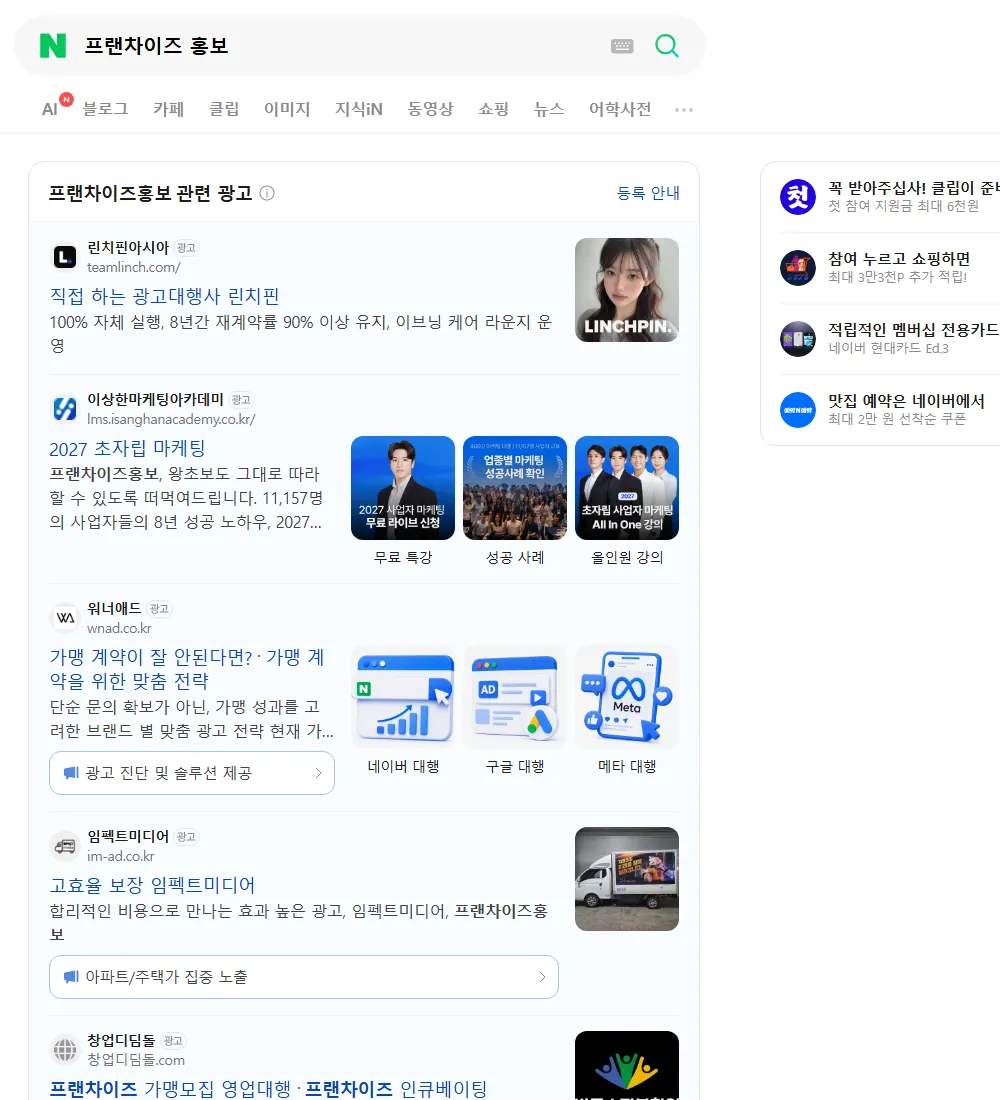 N 프랜차이즈 홍보
AI N 블로그 카페 클립 이미지 지식iN 동영상 쇼핑 뉴스 어학사전 ···
프랜차이즈홍보 관련 광고 등록 안내
L. 린치핀아시아 광고
teamlinch.com/
직접 하는 광고대행사 린치핀
100% 자체 실행, 8년간 재계약률 90% 이상 유지, 이브닝 케어 라운지 운
영
LINCHPIN.
이상한마케팅아카데미 광고
lms.isanghanacademy.co.kr/
2027 초자립 마케팅
프랜차이즈홍보, 왕초보도 그대로 따라
할 수 있도록 떠먹여드립니다. 11,157명
의 사업자들의 8년 성공 노하우, 2027...
2027 사업자 마케팅
무료 라이브 신청
무료 특강
업종별 마케팅
성공사례 확인
성공 사례
2027
초자립 사업자 마케팅
All In One 강의
올인원 강의
WA 워너애드 광고
wnad.co.kr
가맹 계약이 잘 안된다면? · 가맹 계
약을 위한 맞춤 전략
단순 문의 확보가 아닌, 가맹 성과를 고
려한 브랜드 별 맞춤 광고 전략 현재 가...
광고 진단 및 솔루션 제공
N
네이버 대행
AD
구글 대행
Meta
메타 대행
임펙트미디어 광고
im-ad.co.kr
고효율 보장 임펙트미디어
합리적인 비용으로 만나는 효과 높은 광고, 임펙트미디어, 프랜차이즈홍
보
아파트/주택가 집중 노출
창업디딤돌 광고
창업디딤돌.com
프랜차이즈 가맹모집 영업대행 · 프랜차이즈 인큐베이팅
첫 꼭 받아주십사! 클립이 준비
첫 참여 지원금 최대 6천원
참여 누르고 쇼핑하면
최대 3만3천P 추가 적립!
적립적인 멤버십 전용카드
네이버 현대카드 Ed.3
맛집 예약은 네이버에서
최대 2만 원 선착순 쿠폰